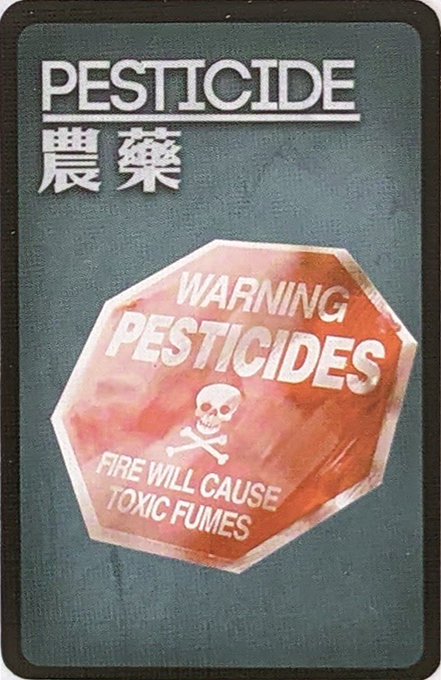 PESTICIDE
農藥
WARNING
PESTICIDES
FIRE WILL CAUSE
TOXIC FUMES